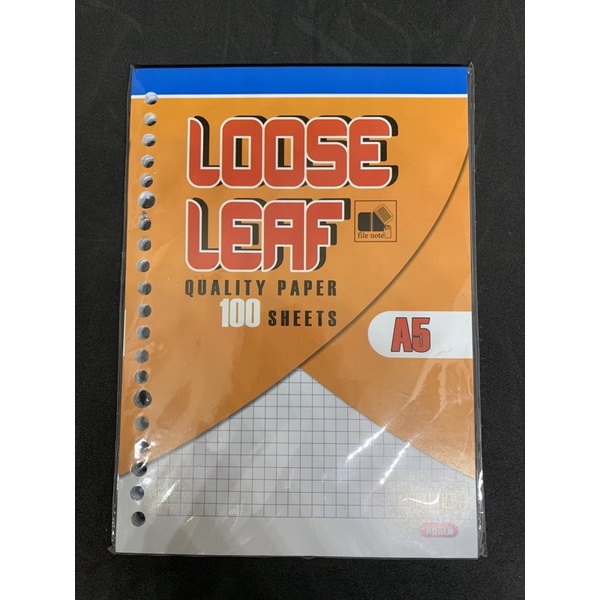 LOOSE
LEAF
file note
QUALITY PAPER
100 SHEETS
A5